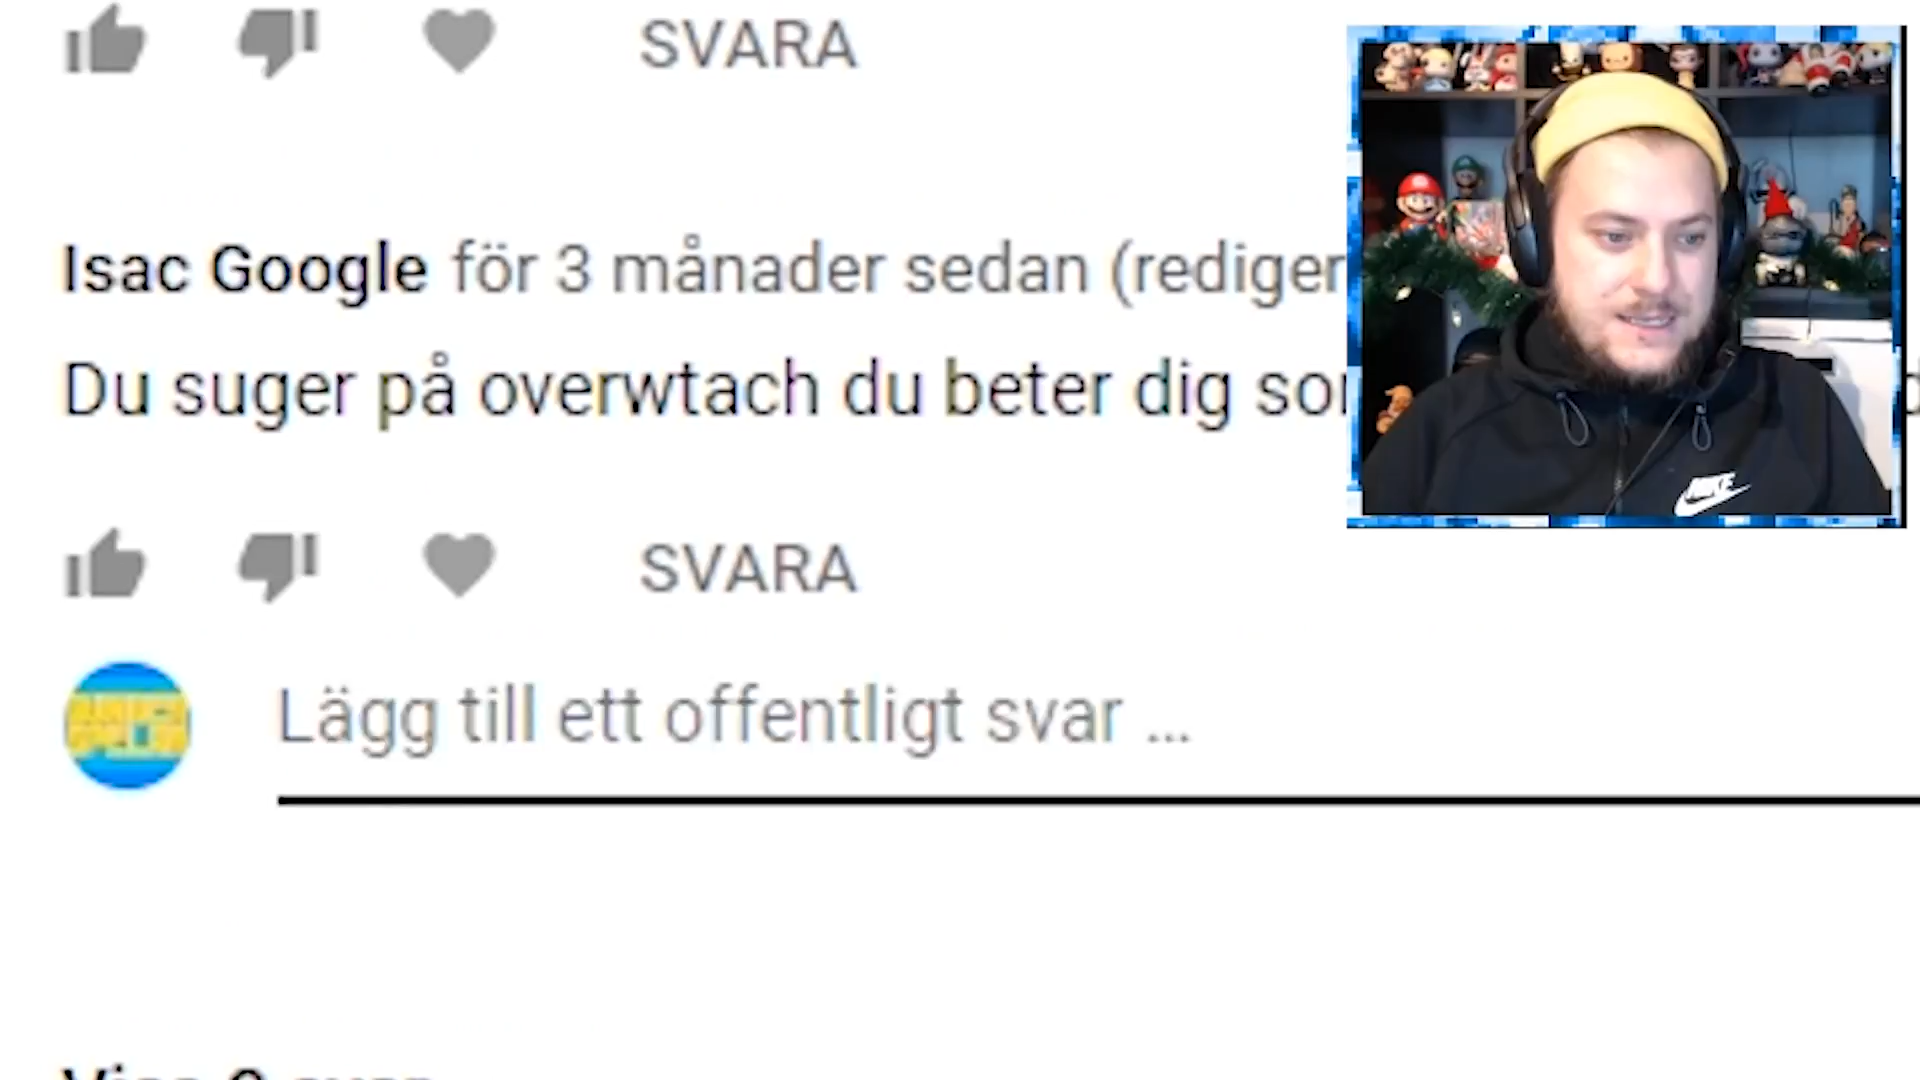 SVARA
Isac Google för 3 månader sedan (rediger
Du suger på overwtach du beter dig so
SVARA
Lägg till ett offentligt svar ...
NIKE